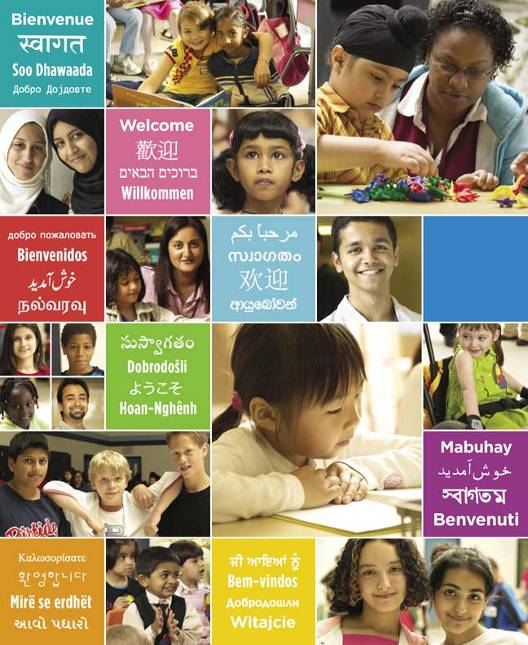 Bienvenue
स्वागत
Soo Dhawaada
Добро Дојдовте
Welcome
歡迎
ברוכים הבאים
Willkommen
добро пожаловать
Bienvenidos
خوش آمدید
நல்வரவு
مرحباً بكم
സ്വാഗതം
欢迎
ආයුබෝවන්
సుస్వాగతం
Dobrodošli
ようこそ
Hoan-Nghênh
Mabuhay
خوش آمدید
স্বাগতম
Benvenuti
Καλωσορίσατε
환영합니다
Mirë se erdhët
આવો પધારો
ਜੀ ਆਇਆਂ ਨੂੰ
Bem-vindos
Добродошли
Witajcie